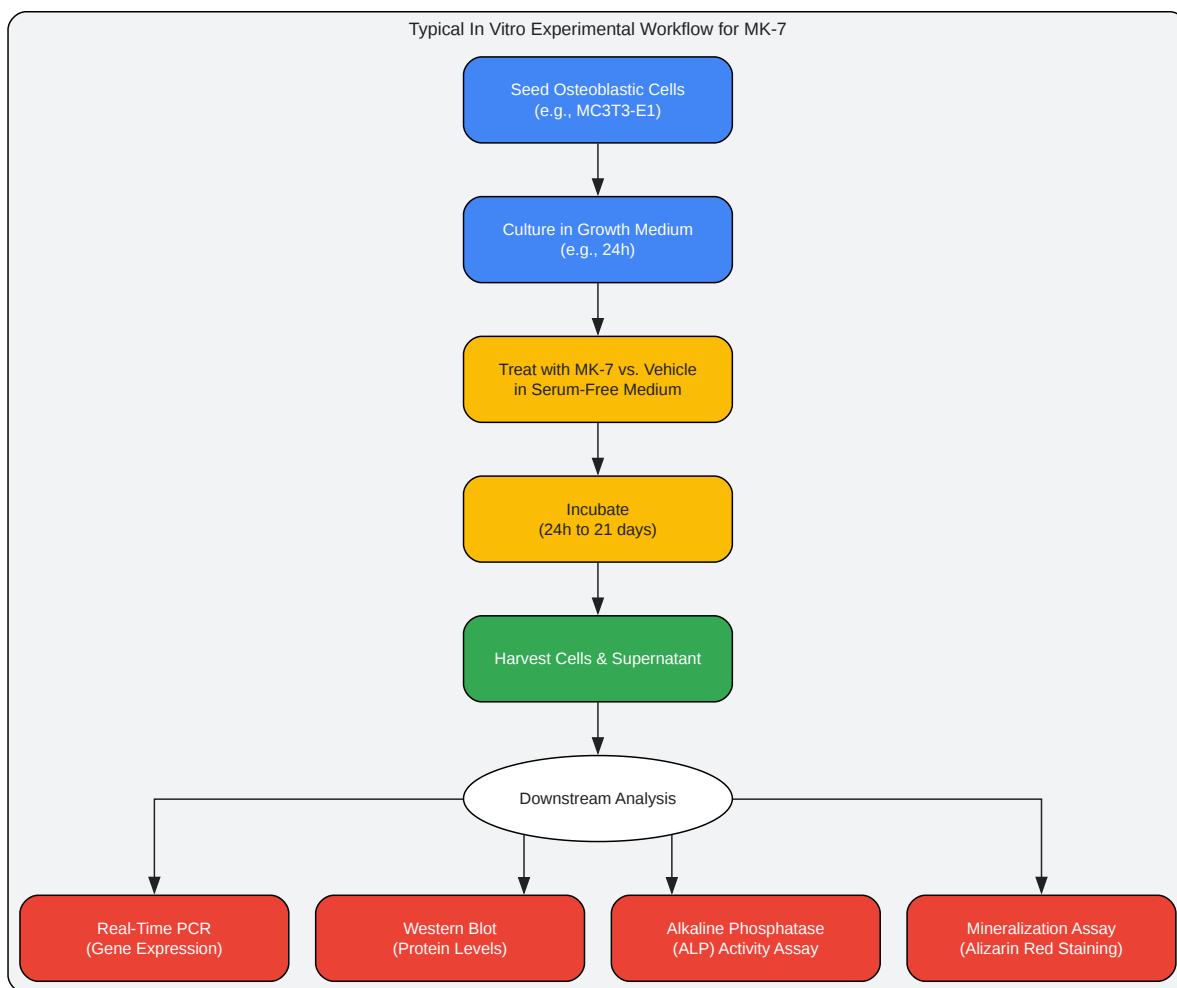 Typical In Vitro Experimental Workflow for MK-7
Seed Osteoblastic Cells
(e.g., MC3T3-E1)
Culture in Growth Medium
(e.g., 24h)
Treat with MK-7 vs. Vehicle
in Serum-Free Medium
Incubate
(24h to 21 days)
Harvest Cells & Supernatant
Downstream Analysis
Real-Time PCR
(Gene Expression)
Western Blot
(Protein Levels)
Alkaline Phosphatase
(ALP) Activity Assay
Mineralization Assay
(Alizarin Red Staining)